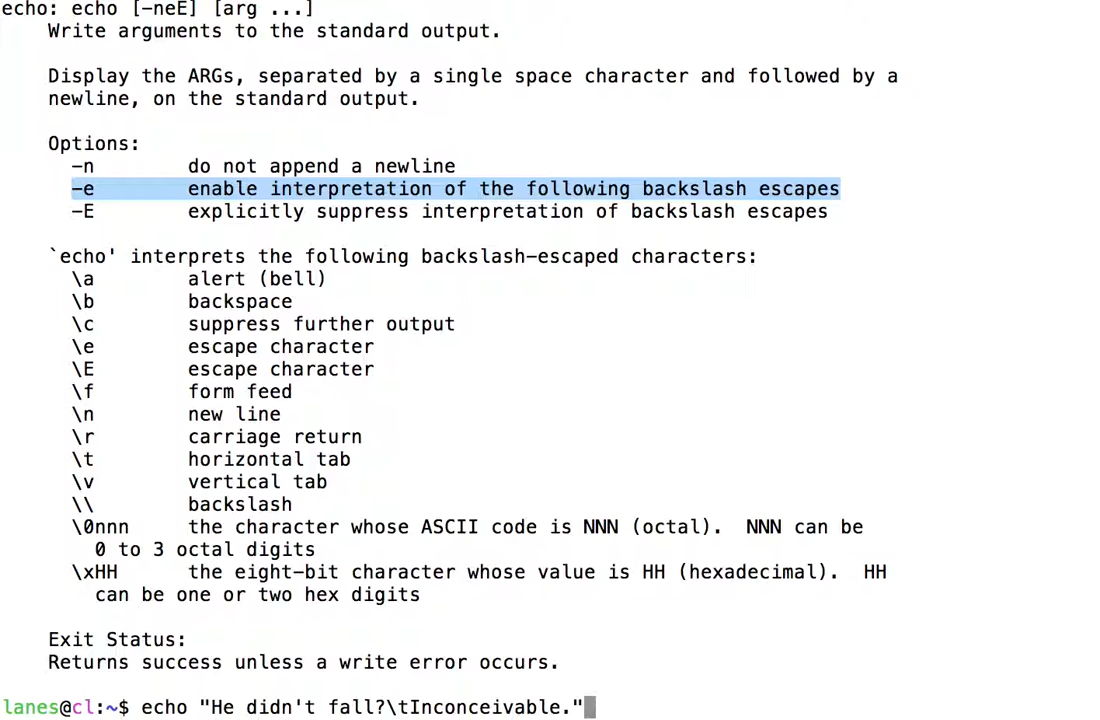 echo: echo [-neE] [arg ...]
    Write arguments to the standard output.

    Display the ARGs, separated by a single space character and followed by a
    newline, on the standard output.

    Options:
      -n        do not append a newline
      -e        enable interpretation of the following backslash escapes
      -E        explicitly suppress interpretation of backslash escapes

    `echo' interprets the following backslash-escaped characters:
      \a        alert (bell)
      \b        backspace
      \c        suppress further output
      \e        escape character
      \E        escape character
      \f        form feed
      \n        new line
      \r        carriage return
      \t        horizontal tab
      \v        vertical tab
      \\        backslash
      \0nnn     the character whose ASCII code is NNN (octal).  NNN can be
        0 to 3 octal digits
      \xHH      the eight-bit character whose value is HH (hexadecimal).  HH
        can be one or two hex digits

    Exit Status:
    Returns success unless a write error occurs.

lanes@cl:~$ echo "He didn't fall?\tInconceivable."